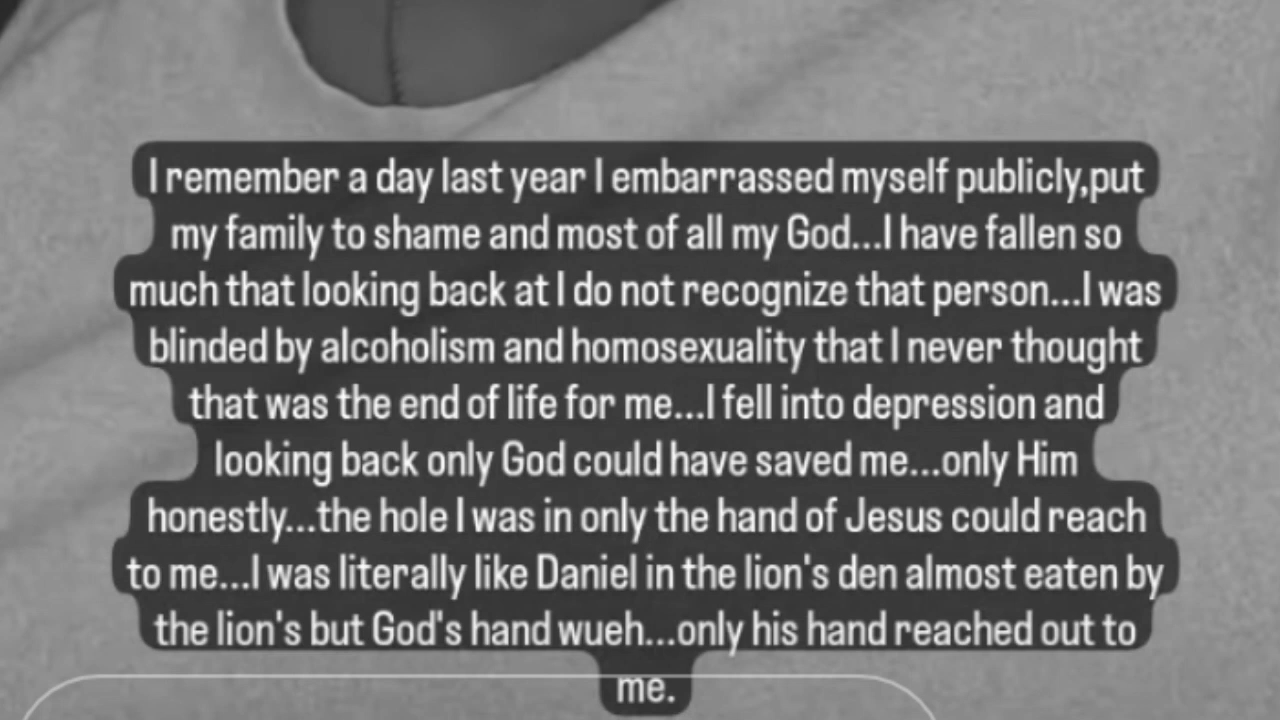 I remember a day last year I embarrassed myself publicly,put
my family to shame and most of all my God...I have fallen so
much that looking back at I do not recognize that person...I was
blinded by alcoholism and homosexuality that I never thought
that was the end of life for me...I fell into depression and
looking back only God could have saved me...only Him
honestly...the hole I was in only the hand of Jesus could reach
to me...I was literally like Daniel in the lion's den almost eaten by
the lion's but God's hand wueh...only his hand reached out to
me.